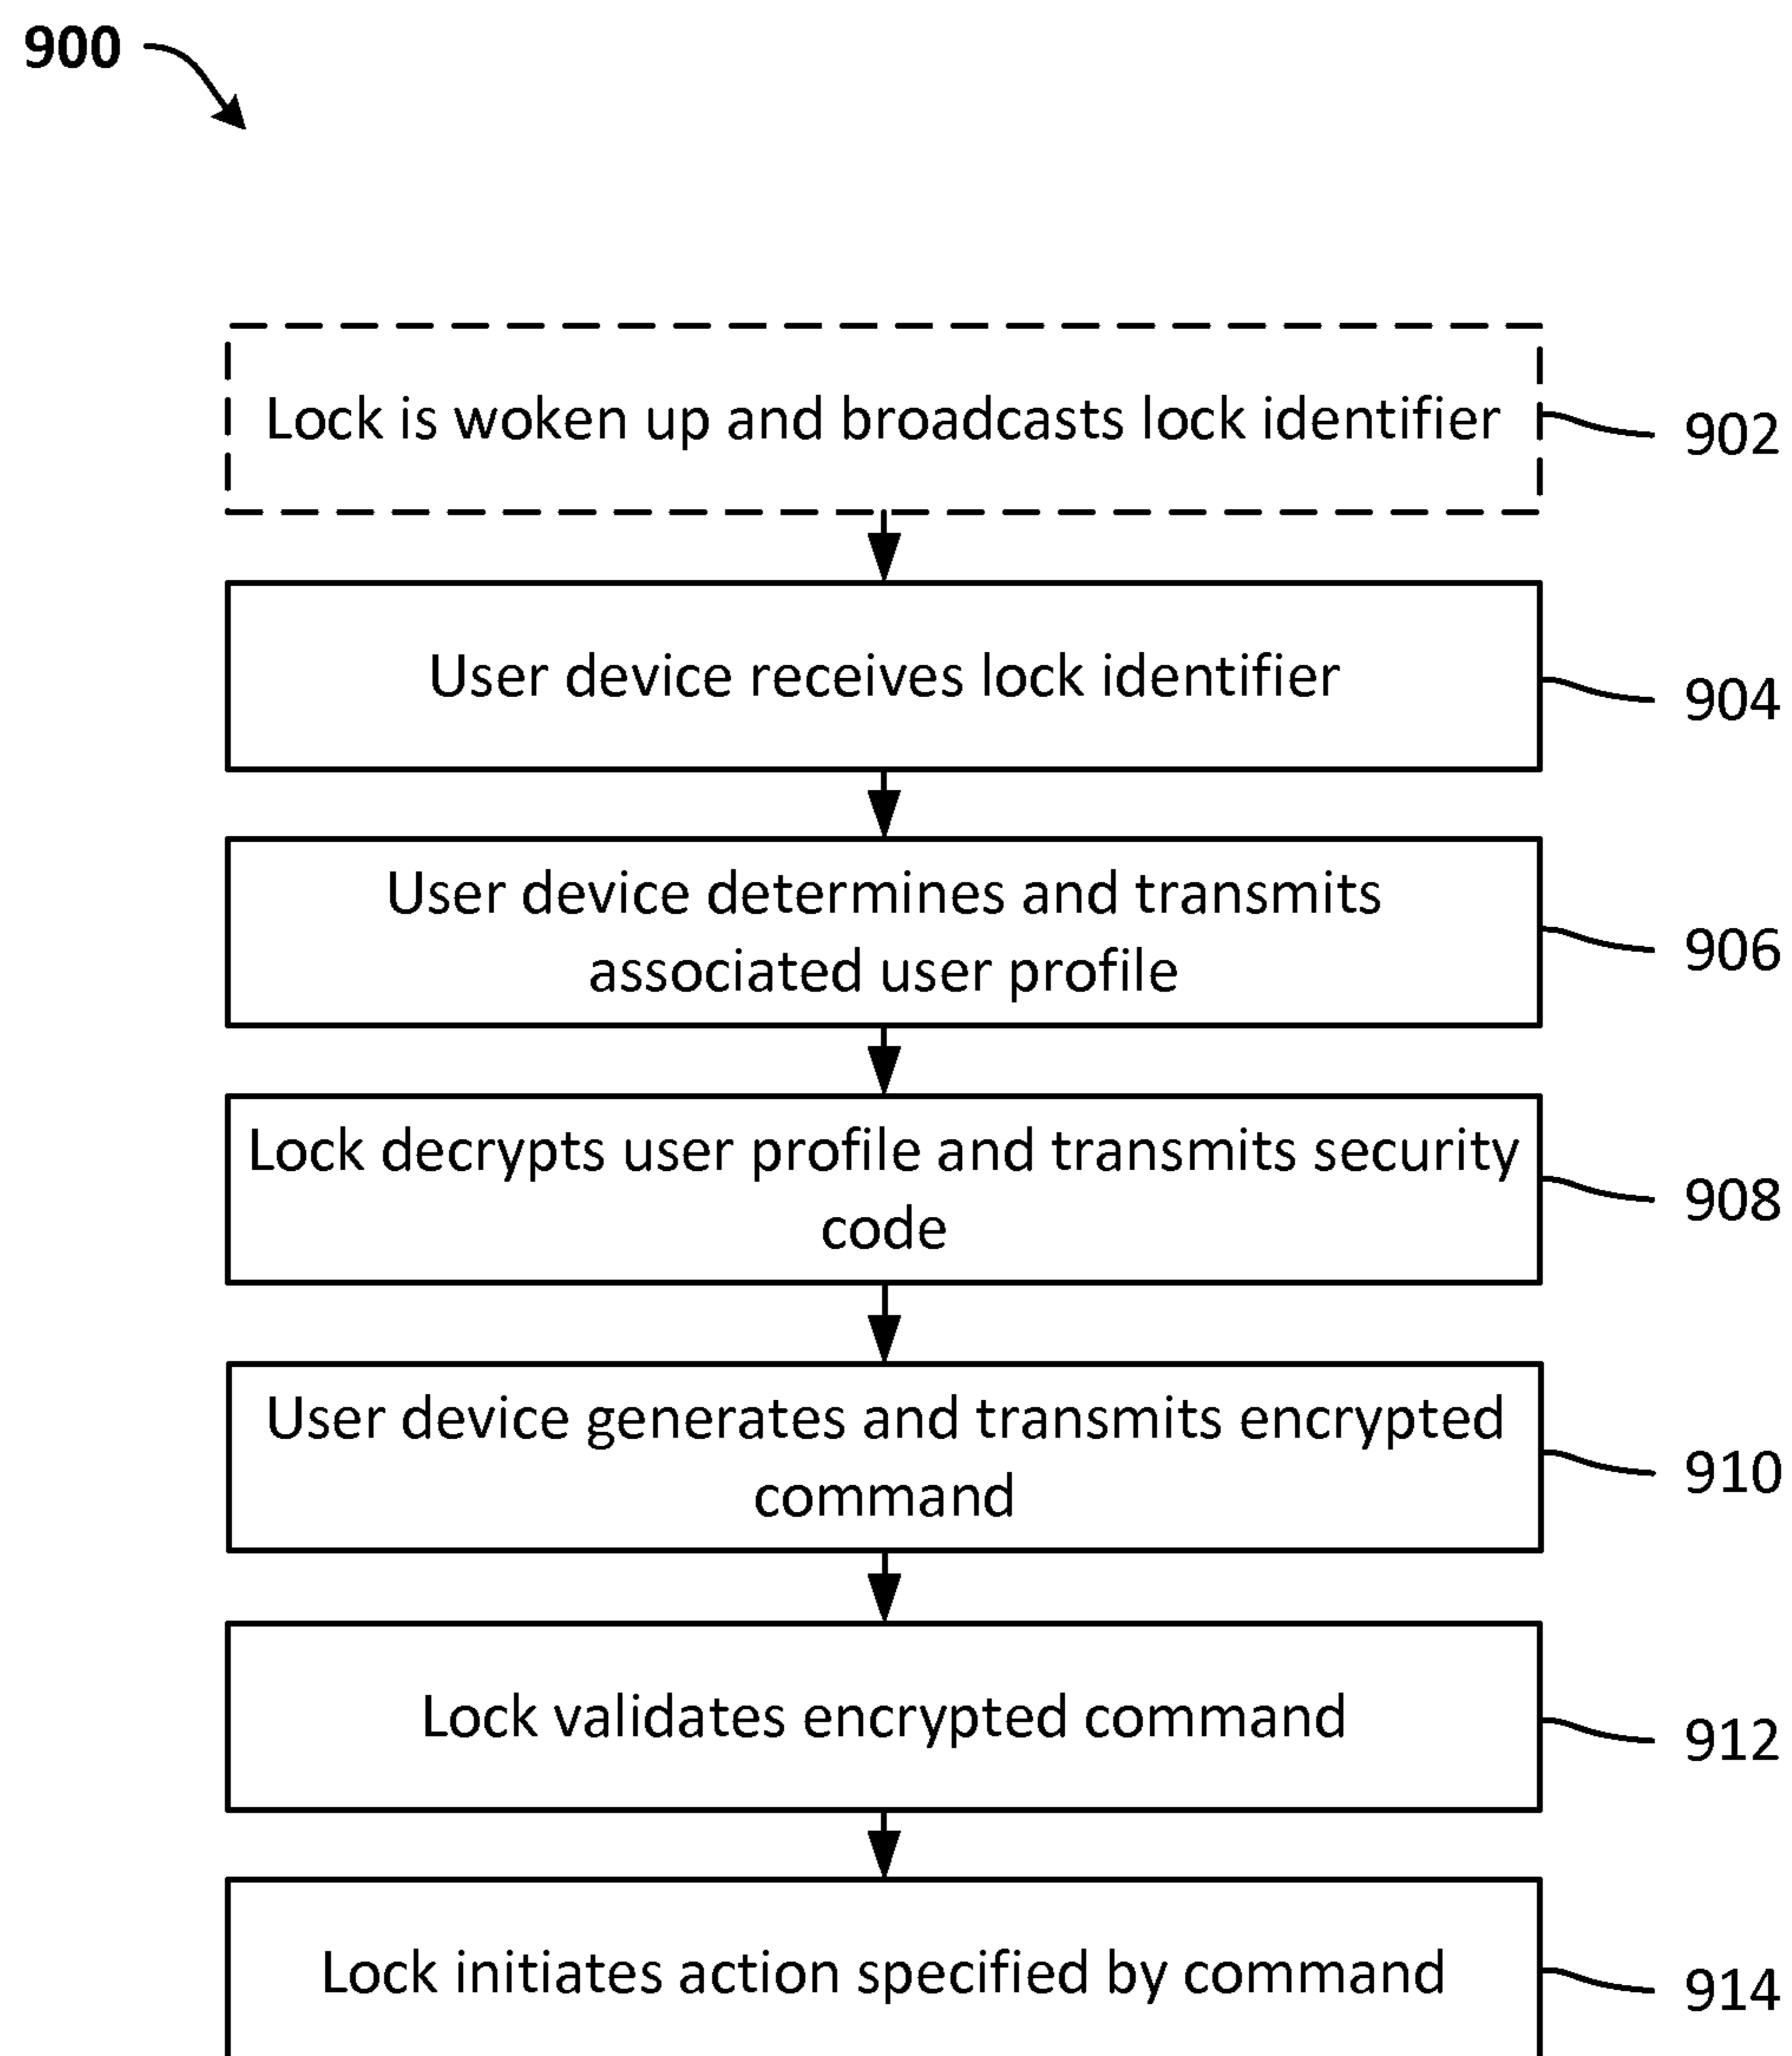 900
Lock is woken up and broadcasts lock identifier
902
User device receives lock identifier
904
User device determines and transmits
associated user profile
906
Lock decrypts user profile and transmits security
code
908
User device generates and transmits encrypted
command
910
Lock validates encrypted command
912
Lock initiates action specified by command
914